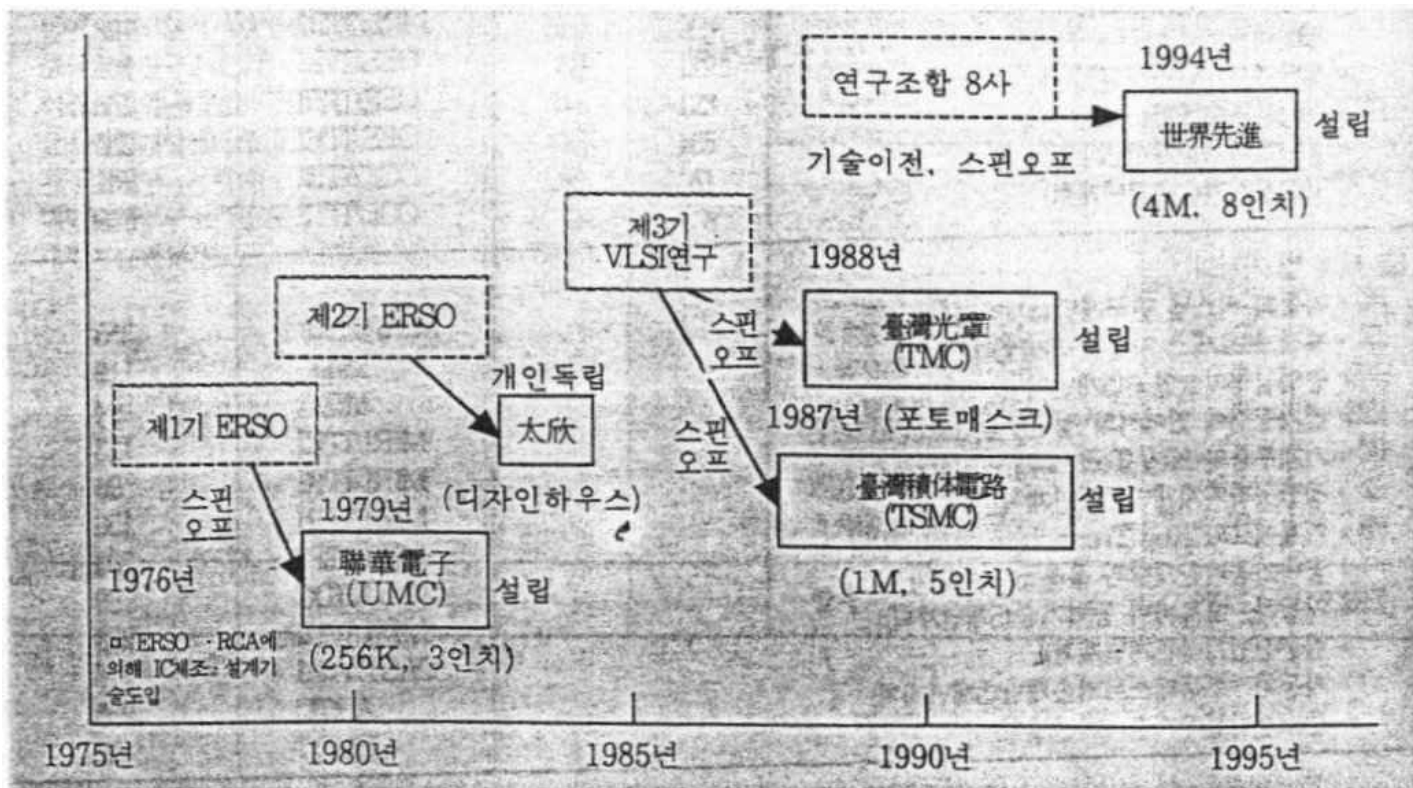 1994년
연구조합 8사
世界先進
설립
기술이전, 스핀오프
(4M, 8인치)
제3기
VLSI연구
1988년
스핀
오프
臺灣光罩
(TMC)
설립
제2기 ERSO
개인독립
太欣
(디자인하우스)
1987년 (포토매스크)
스핀
오프
臺灣積体電路
(TSMC)
설립
(1M, 5인치)
제1기 ERSO
스핀
오프
1979년
聯華電子
(UMC)
설립
(256K, 3인치)
1976년
ㅁ ERSO · RCA에
의해 IC제조·설계기
술도입
1975년
1980년
1985년
1990년
1995년